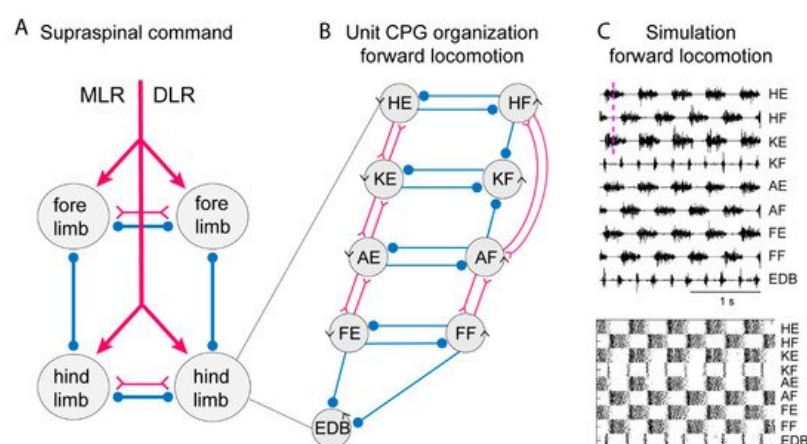 A Supraspinal command
MLR DLR
fore limb
fore limb
hind limb
hind limb
B Unit CPG organization
forward locomotion
HE HF
KE KF
AE AF
FE FF
EDB
C Simulation
forward locomotion
HE
HF
KE
KF
AE
AF
FE
FF
EDB
1 s
HE
HF
KE
KF
AE
AF
FE
FF
EDB